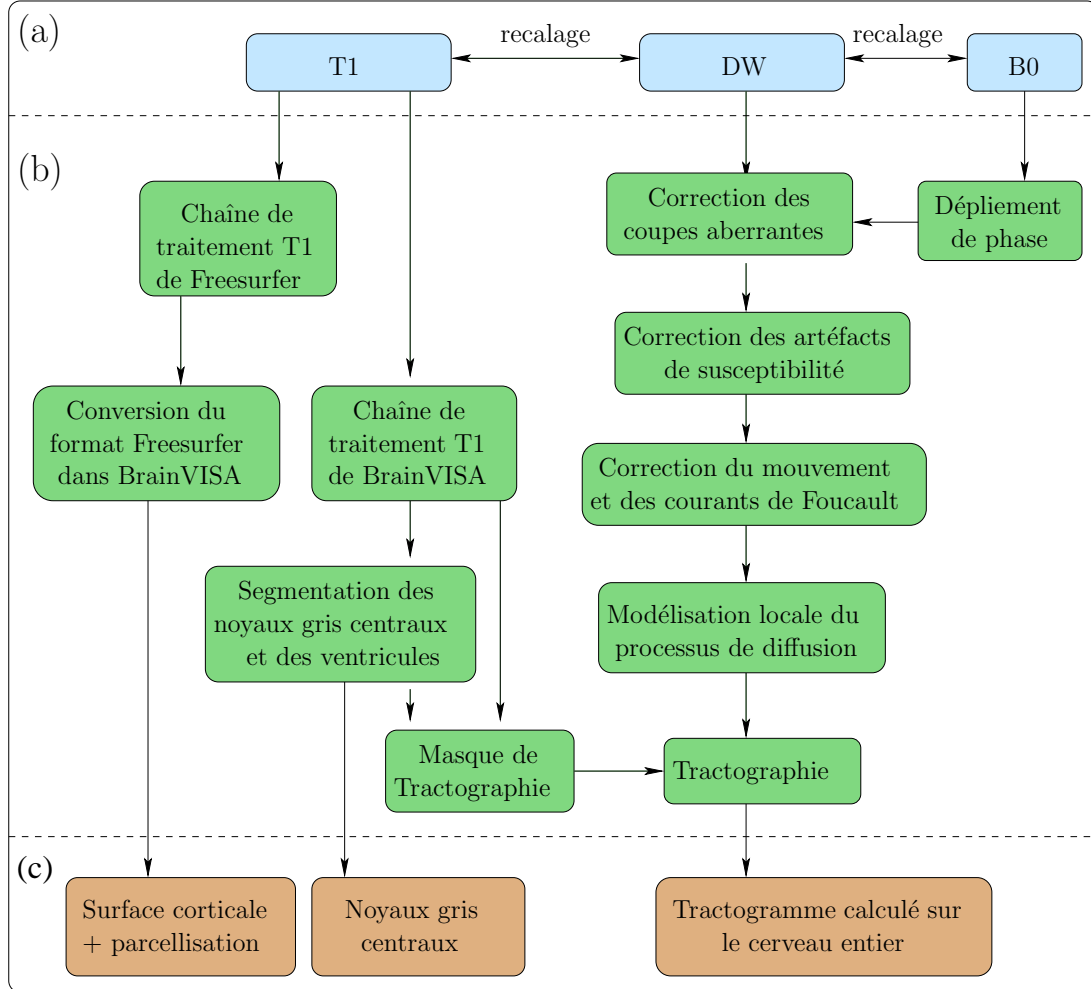 (a)
recalage
recalage
T1
DW
B0
(b)
Chaîne de
traitement T1
de Freesurfer
Correction des
coupes aberrantes
Dépliement
de phase
Correction des artéfacts
de susceptibilité
Conversion du
format Freesurfer
dans BrainVISA
Chaîne de
traitement T1
de BrainVISA
Correction du mouvement
et des courants de Foucault
Segmentation des
noyaux gris centraux
et des ventricules
Modélisation locale du
processus de diffusion
Masque de
Tractographie
Tractographie
(c)
Surface corticale
+ parcellisation
Noyaux gris
centraux
Tractogramme calculé sur
le cerveau entier